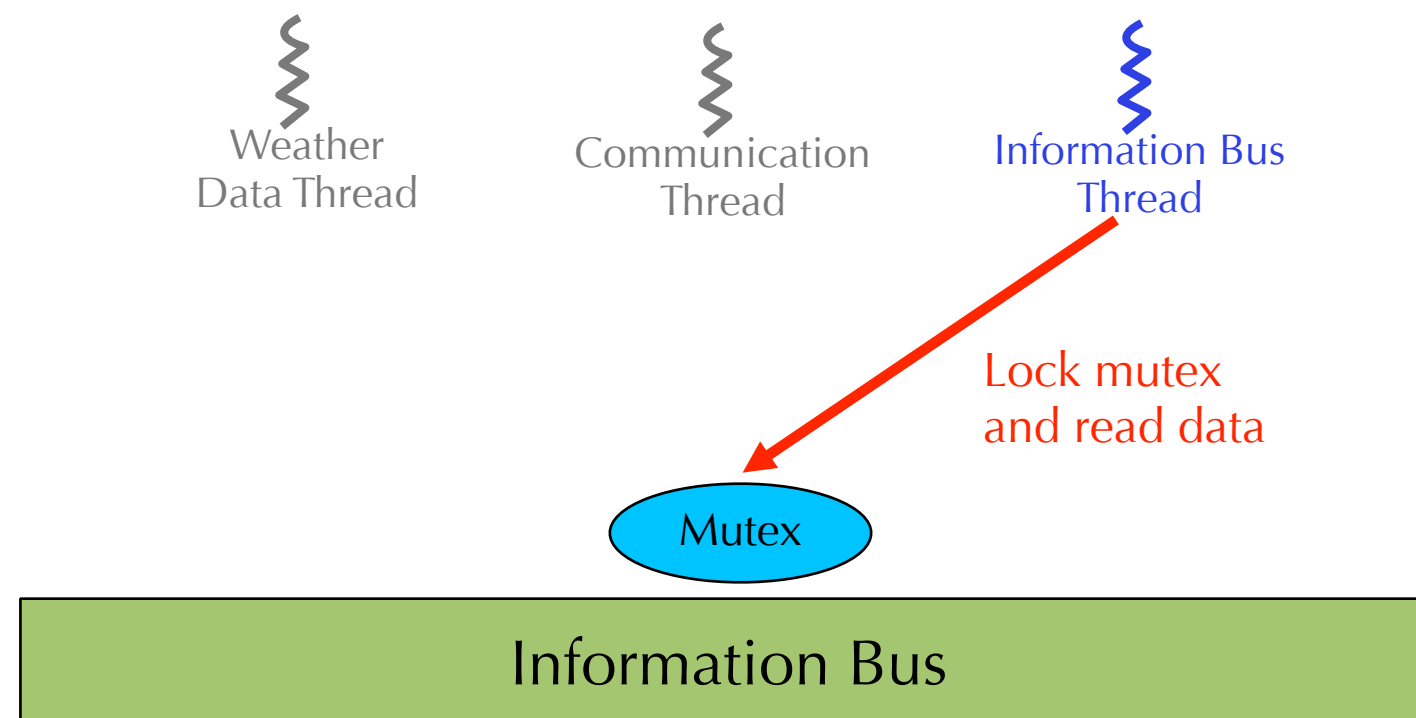 Weather
Data Thread
Communication
Thread
Information Bus
Thread
Lock mutex
and read data
Mutex
Information Bus